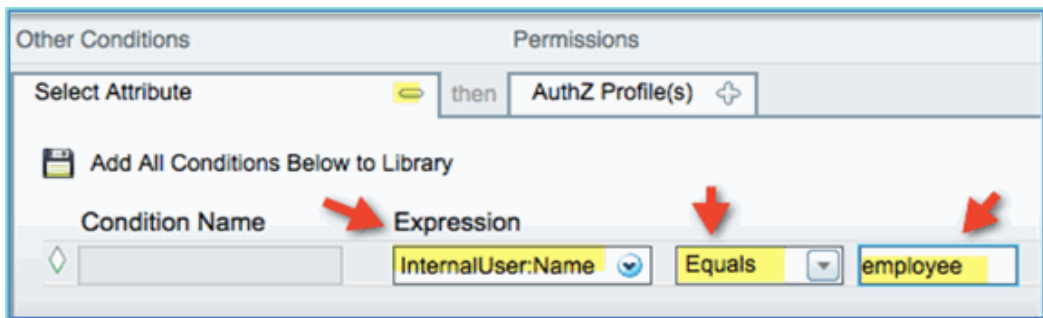 Other Conditions Permissions
Select Attribute then AuthZ Profile(s)
Add All Conditions Below to Library
Condition Name Expression
InternalUser:Name Equals employee